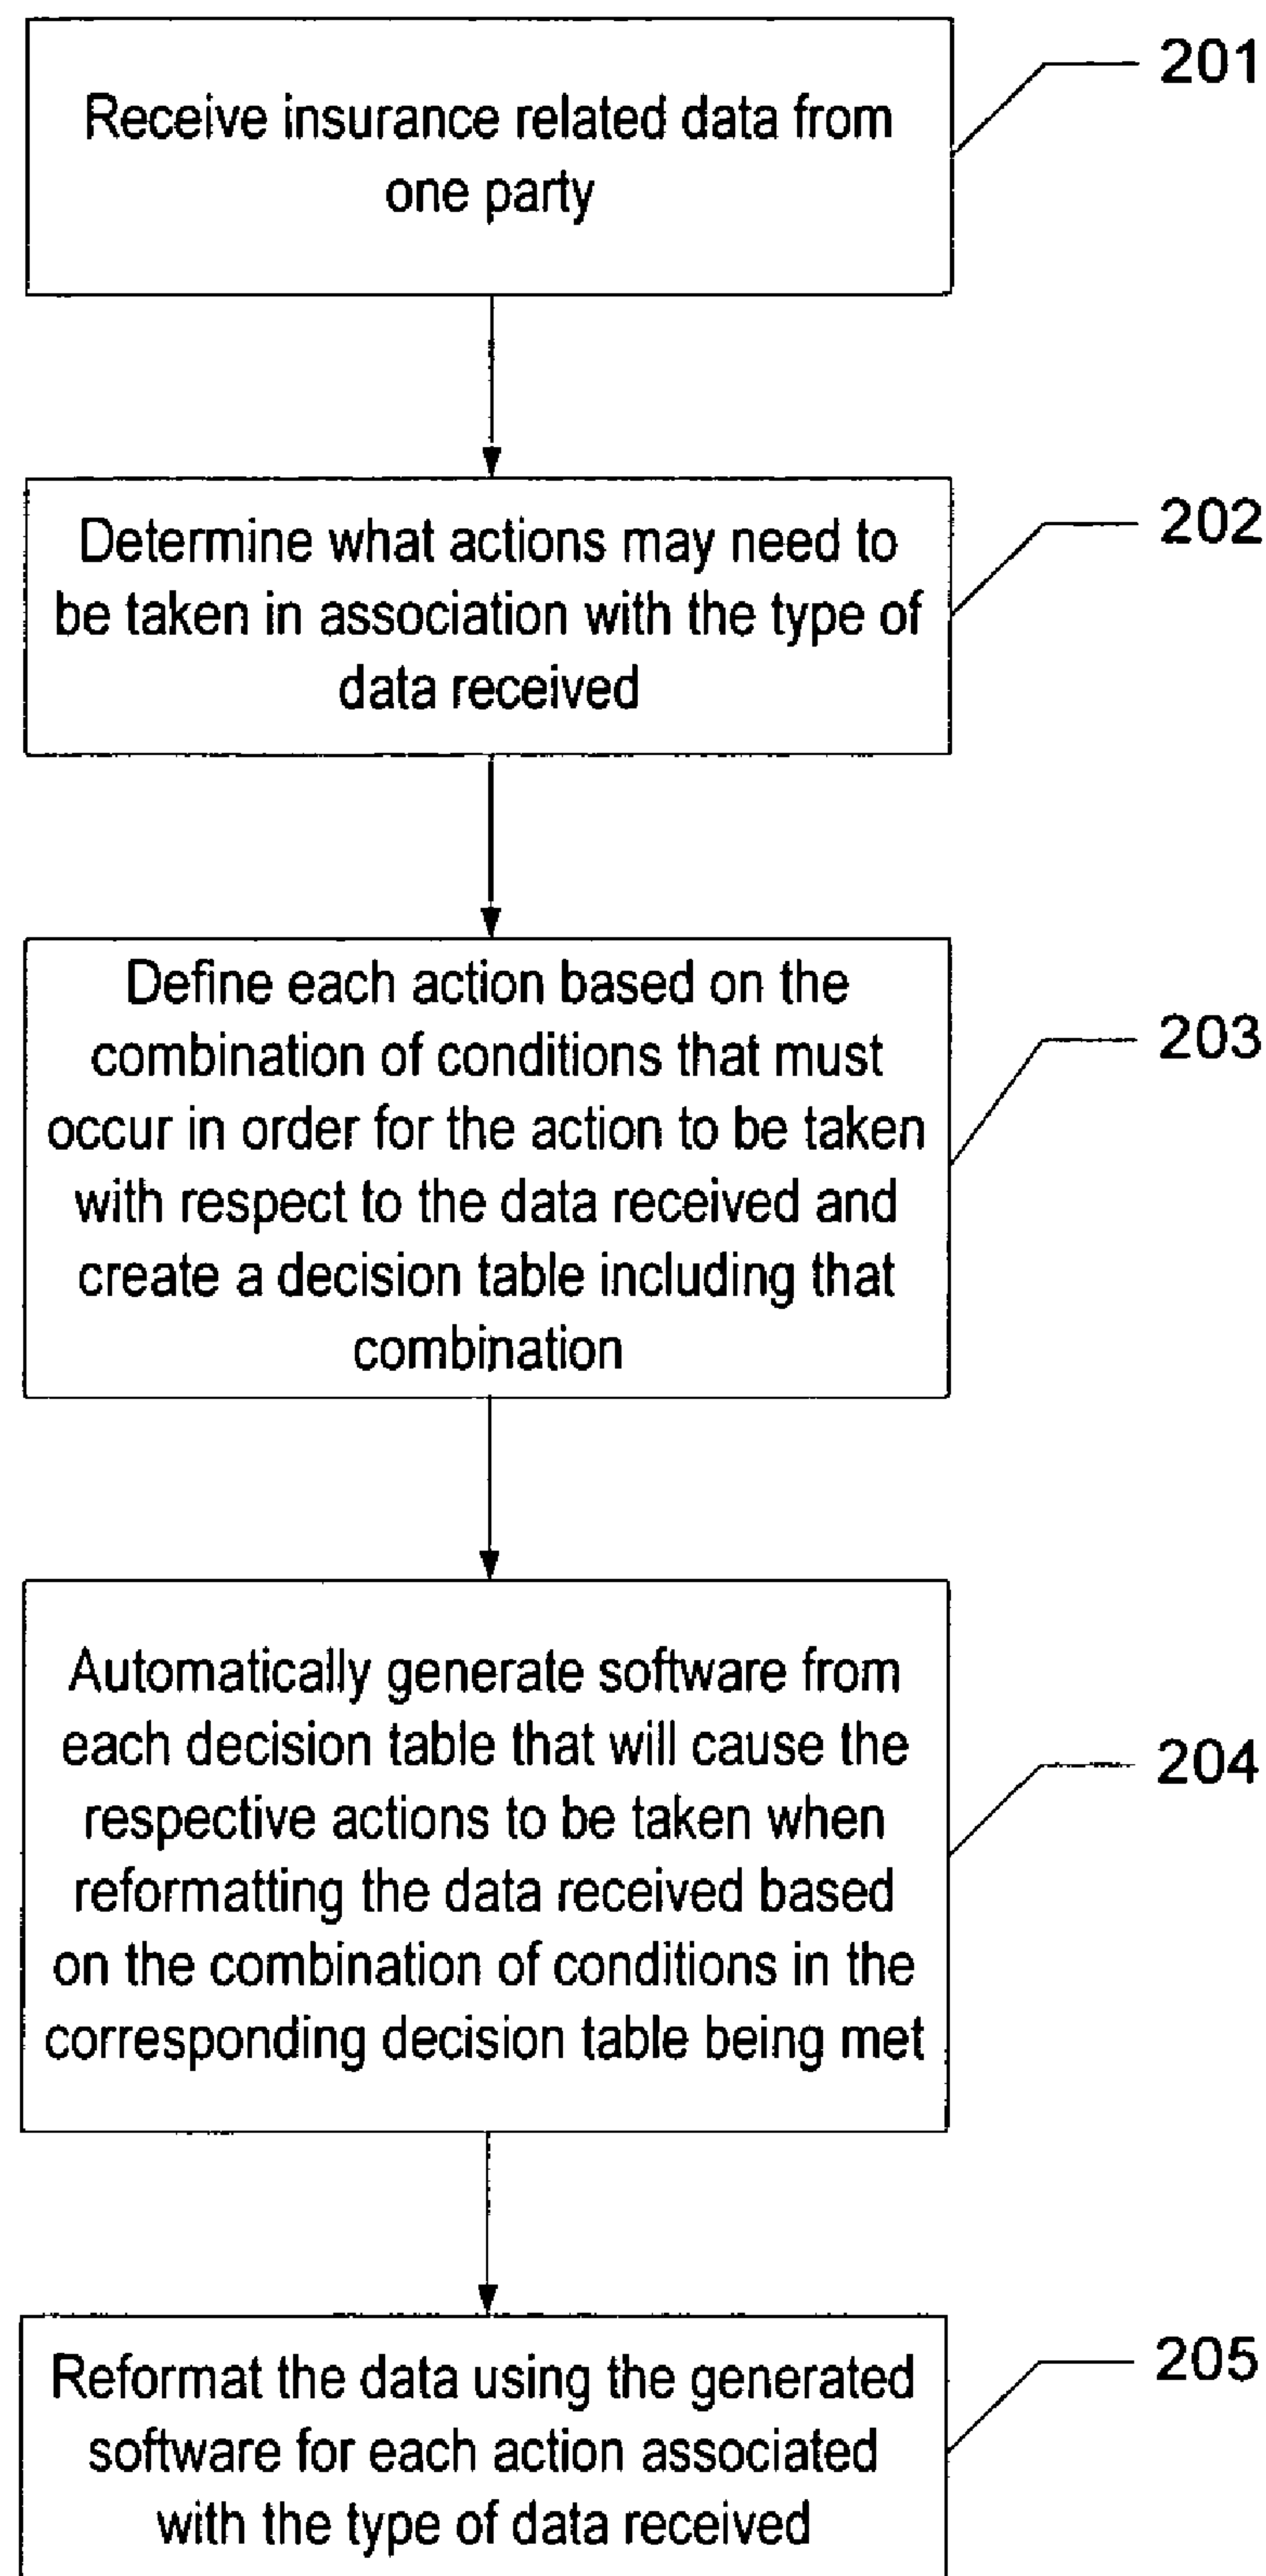 Receive insurance related data from
one party
201
Determine what actions may need to
be taken in association with the type of
data received
202
Define each action based on the
combination of conditions that must
occur in order for the action to be taken
with respect to the data received and
create a decision table including that
combination
203
Automatically generate software from
each decision table that will cause the
respective actions to be taken when
reformatting the data received based
on the combination of conditions in the
corresponding decision table being met
204
Reformat the data using the generated
software for each action associated
with the type of data received
205